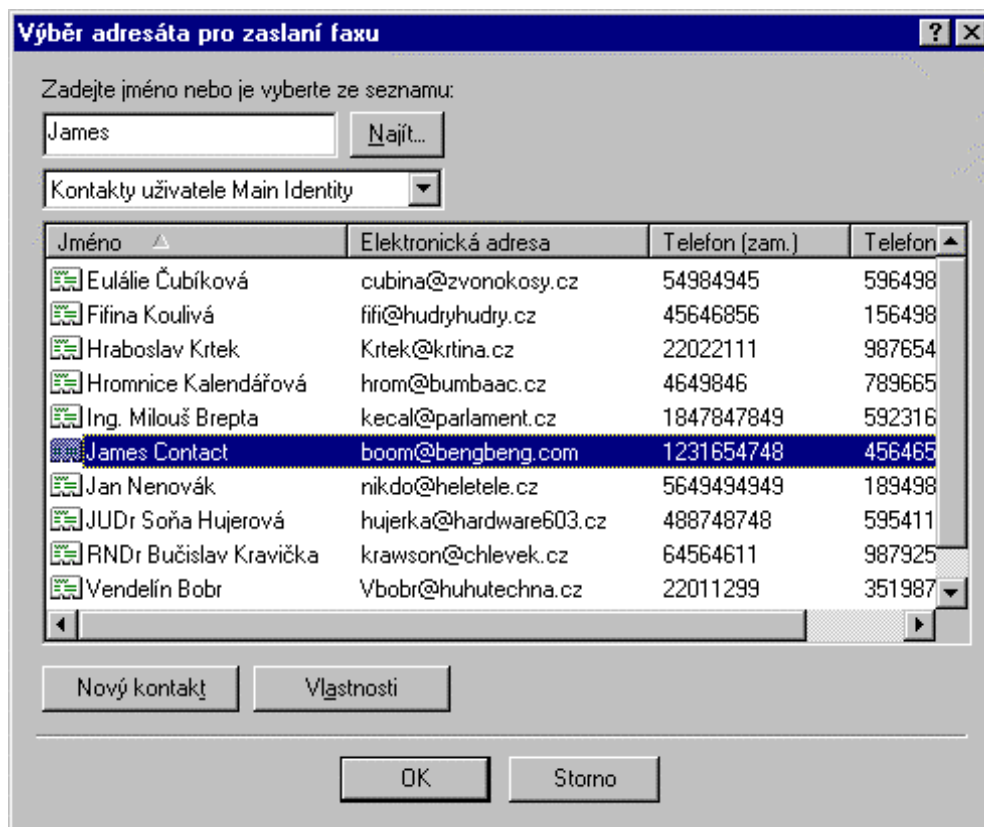 Výběr adresáta pro zaslaní faxu
Zadejte jméno nebo je vyberte ze seznamu:
James Najít...
Kontakty uživatele Main Identity
Jméno Elektronická adresa Telefon (zam.) Telefon
Eulálie Čubíková cubina@zvonokosy.cz 54984945 596498
Fifina Koulivá fifi@hudryhudry.cz 45646856 156498
Hraboslav Krtek Krtek@krtina.cz 22022111 987654
Hromnice Kalendářová hrom@bumbaac.cz 4649846 789665
Ing. Milouš Brepta kecal@parlament.cz 1847847849 592316
James Contact boom@bengbeng.com 1231654748 456465
Jan Nenovák nikdo@heletele.cz 5649494949 189498
JUDr Soňa Hujerová hujerka@hardware603.cz 488748748 595411
RNDr Bučislav Kravička krawson@chlevek.cz 64564611 987925
Vendelín Bobr Vbobr@huhutechna.cz 22011299 351987
Nový kontakt Vlastnosti
OK Storno